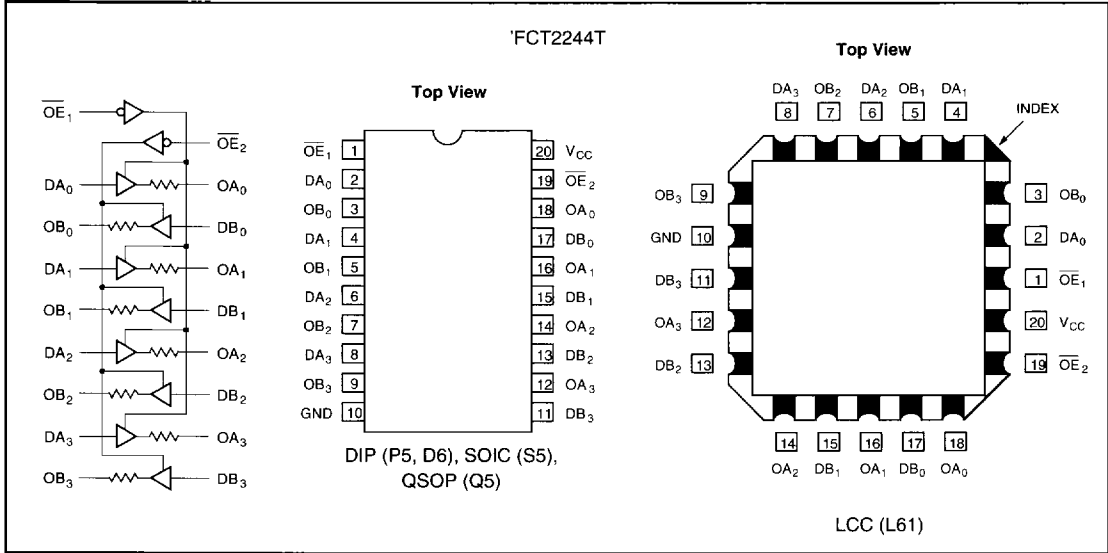 'FCT2244T
OE₁
OE₂
DA₀ OA₀
OB₀ DB₀
DA₁ OA₁
OB₁ DB₁
DA₂ OA₂
OB₂ DB₂
DA₃ OA₃
OB₃ DB₃
Top View
OE₁ 1 20 VCC
DA₀ 2 19 OE₂
OB₀ 3 18 OA₀
DA₁ 4 17 DB₀
OB₁ 5 16 OA₁
DA₂ 6 15 DB₁
OB₂ 7 14 OA₂
DA₃ 8 13 DB₂
OB₃ 9 12 OA₃
GND 10 11 DB₃
DIP (P5, D6), SOIC (S5),
QSOP (Q5)
Top View
DA₃ OB₂ DA₂ OB₁ DA₁
8 7 6 5 4
INDEX
OB₃ 9 3 OB₀
GND 10 2 DA₀
DB₃ 11 1 OE₁
OA₃ 12 20 VCC
DB₂ 13 19 OE₂
14 15 16 17 18
OA₂ DB₁ OA₁ DB₀ OA₀
LCC (L61)